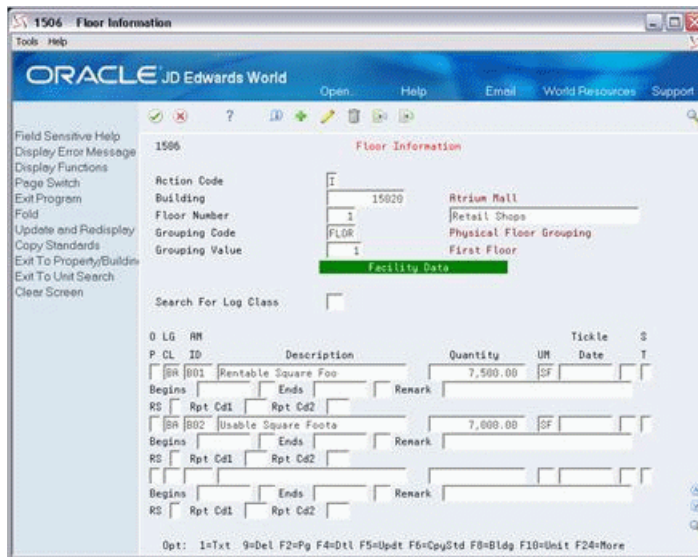 1506 Floor Information
Tools Help
ORACLE JD Edwards World
Open. Help Email World Resources Support
Field Sensitive Help
Display Error Message
Display Functions
Page Switch
Exit Program
Fold
Update and Redisplay
Copy Standards
Exit To Property/Buildin
Exit To Unit Search
Clear Screen
1506 Floor Information
Action Code I
Building 15020 Atrium Mall
Floor Number 1 Retail Shops
Grouping Code FLOR Physical Floor Grouping
Grouping Value 1 First Floor
Facility Data
Search For Log Class
O LG AM Tickle S
P CL ID Description Quantity UM Date T
BA B01 Rentable Square Foo 7,500.00 SF
Begins Ends Remark
RS Rpt Cd1 Rpt Cd2
BA B02 Usable Square Foota 7,000.00 SF
Begins Ends Remark
RS Rpt Cd1 Rpt Cd2
Begins Ends Remark
RS Rpt Cd1 Rpt Cd2
Opt: 1=Txt 9=Del F2=Pg F4=Dtl F5=Updt F6=CpyStd F8=Bldg F10=Unit F24=More